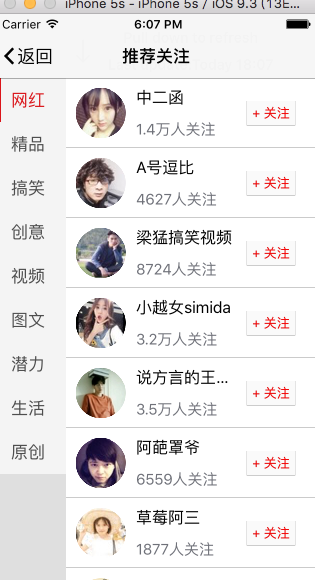 iPhone 5s - iPhone 5s / iOS 9.3 (13E...
Carrier 6:07 PM
返回 推荐关注
网红
精品
搞笑
创意
视频
图文
潜力
生活
原创
中二函
1.4万人关注
+ 关注
A号逗比
4627人关注
+ 关注
梁猛搞笑视频
8724人关注
+ 关注
小越女simida
3.2万人关注
+ 关注
说方言的王...
3.5万人关注
+ 关注
阿葩罩爷
6559人关注
+ 关注
草莓阿三
1877人关注
+ 关注